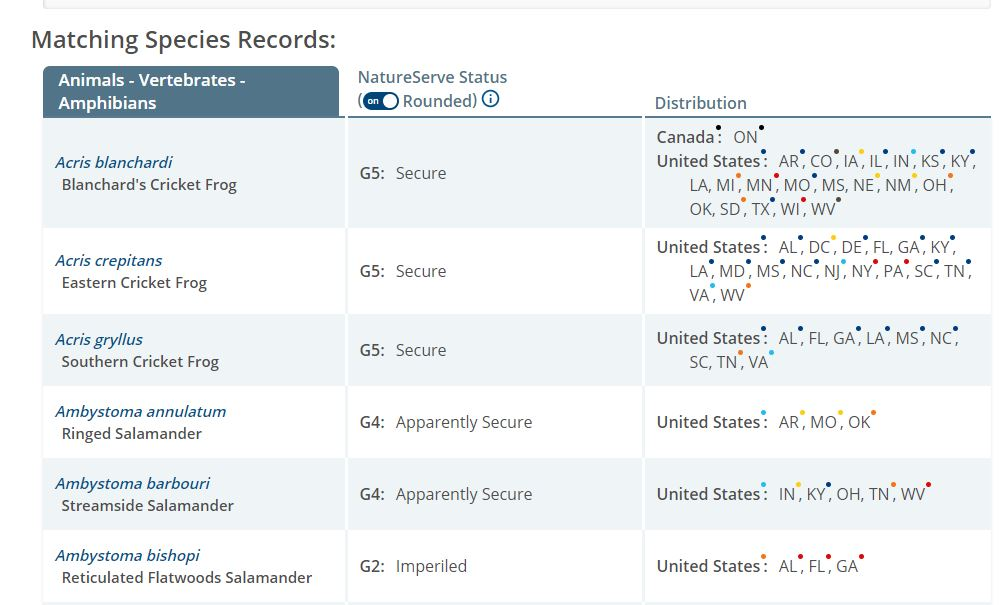 Matching Species Records:
Animals - Vertebrates -
Amphibians
NatureServe Status
(on Rounded) i
Distribution
Acris blanchardi
Blanchard's Cricket Frog
G5: Secure
Canada: ON
United States: AR, CO, IA, IL, IN, KS, KY,
LA, MI, MN, MO, MS, NE, NM, OH,
OK, SD, TX, WI, WV
Acris crepitans
Eastern Cricket Frog
G5: Secure
United States: AL, DC, DE, FL, GA, KY,
LA, MD, MS, NC, NJ, NY, PA, SC, TN,
VA, WV
Acris gryllus
Southern Cricket Frog
G5: Secure
United States: AL, FL, GA, LA, MS, NC,
SC, TN, VA
Ambystoma annulatum
Ringed Salamander
G4: Apparently Secure
United States: AR, MO, OK
Ambystoma barbouri
Streamside Salamander
G4: Apparently Secure
United States: IN, KY, OH, TN, WV
Ambystoma bishopi
Reticulated Flatwoods Salamander
G2: Imperiled
United States: AL, FL, GA